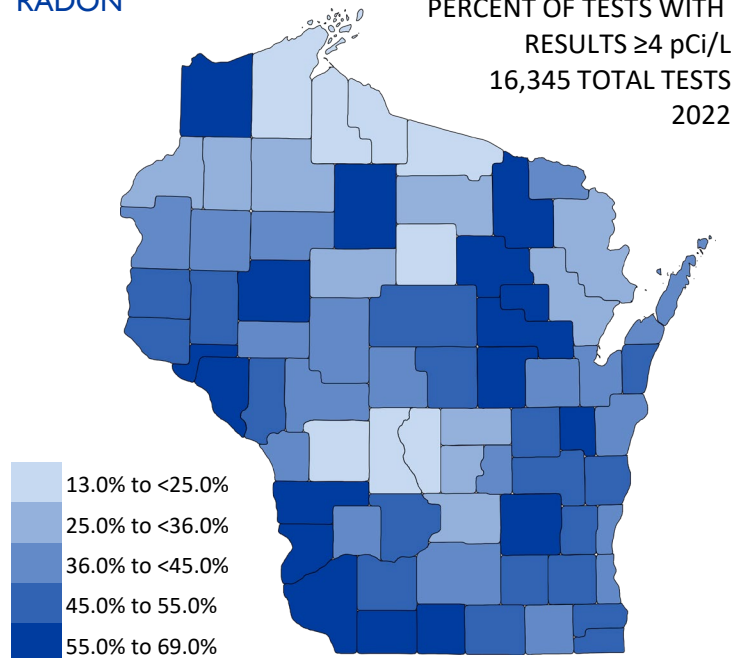 RADON
PERCENT OF TESTS WITH
RESULTS ≥4 pCi/L
16,345 TOTAL TESTS
2022
13.0% to <25.0%
25.0% to <36.0%
36.0% to <45.0%
45.0% to 55.0%
55.0% to 69.0%